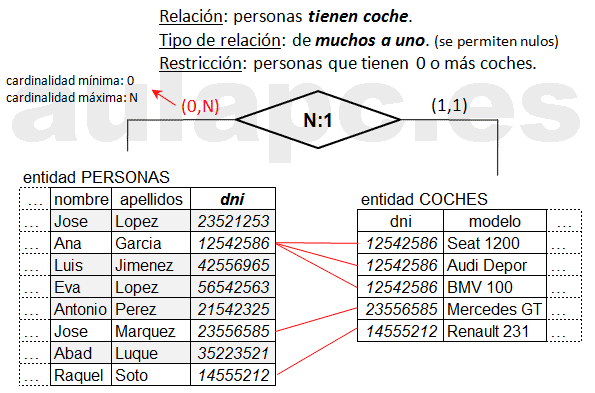 Relación: personas tienen coche.
Tipo de relación: de muchos a uno. (se permiten nulos)
Restricción: personas que tienen 0 o más coches.
cardinalidad mínima: 0
cardinalidad máxima: N
(0,N)
N:1
(1,1)
aulapc.es
entidad PERSONAS
... nombre apellidos dni
... Jose Lopez 23521253
... Ana Garcia 12542586
... Luis Jimenez 42556965
... Eva Lopez 56542563
... Antonio Perez 21542325
... Jose Marquez 23556585
... Abad Luque 35223521
... Raquel Soto 14555212
entidad COCHES
dni modelo ...
12542586 Seat 1200 ...
12542586 Audi Depor ...
12542586 BMV 100 ...
23556585 Mercedes GT ...
14555212 Renault 231 ...